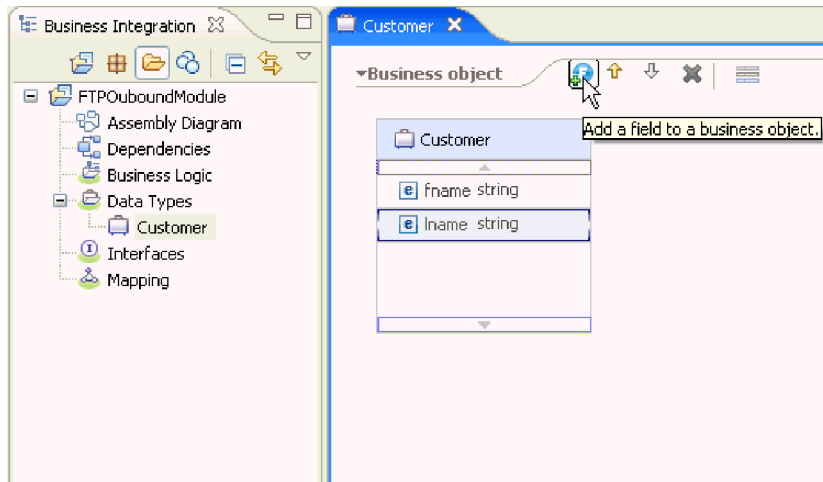 Business Integration
FTPOuboundModule
Assembly Diagram
Dependencies
Business Logic
Data Types
Customer
Interfaces
Mapping
Customer
Business object
Add a field to a business object.
Customer
e fname string
e lname string